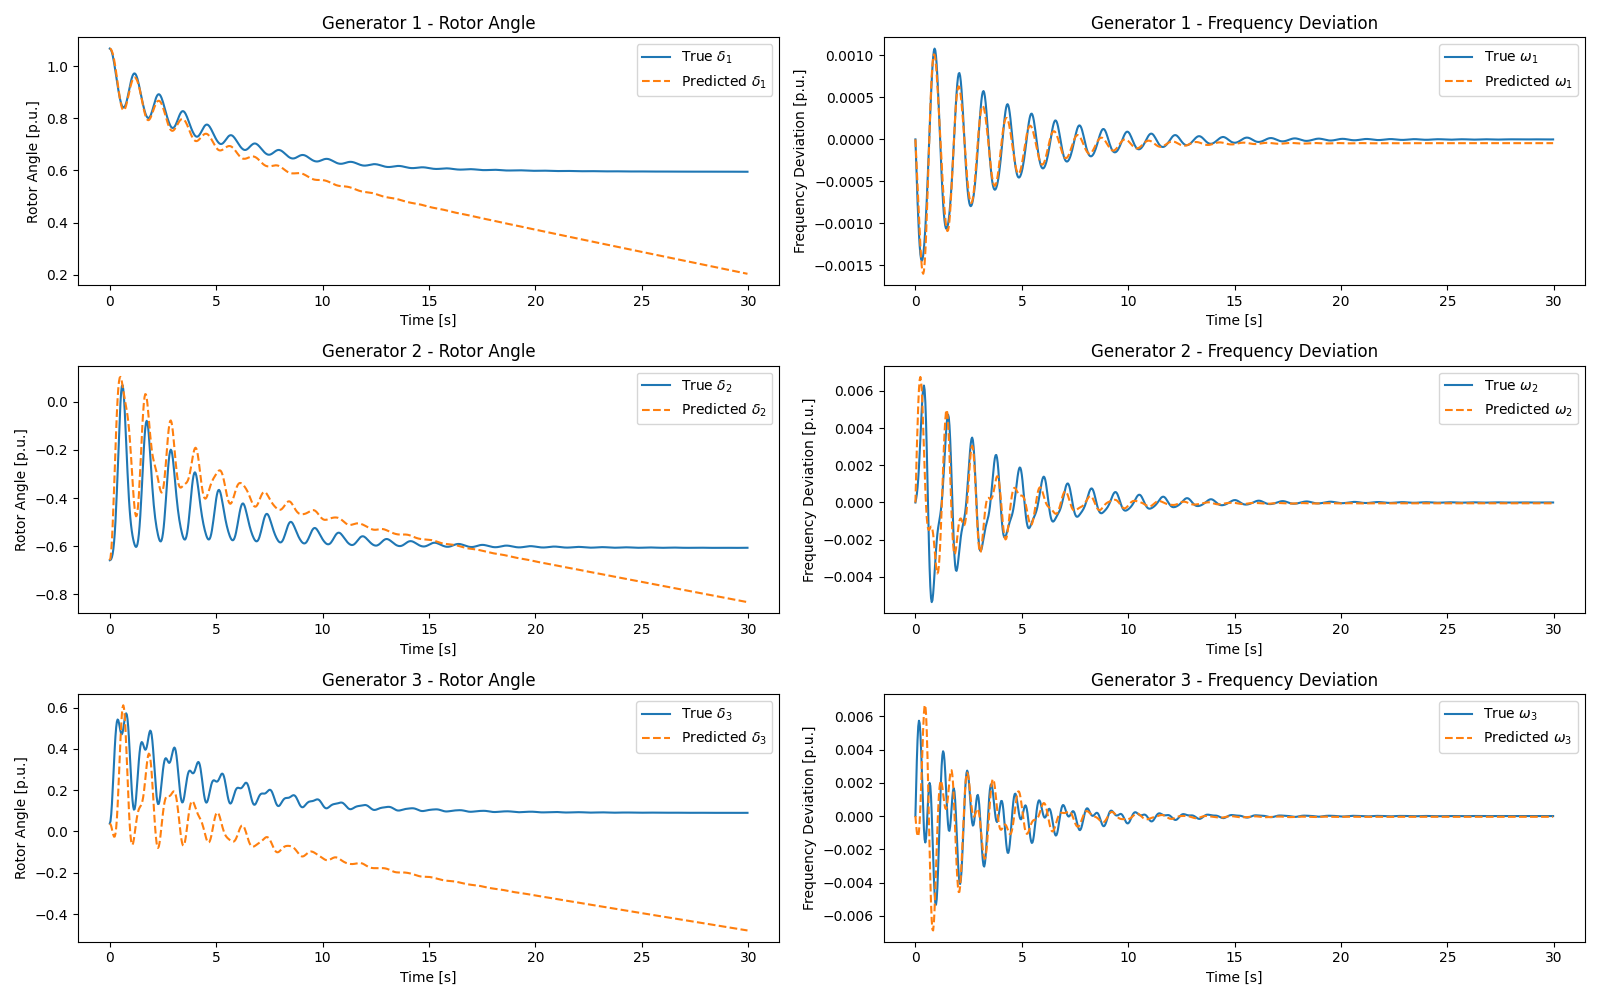 Generator 1 - Rotor Angle
Rotor Angle [p.u.]
1.0
0.8
0.6
0.4
0.2
True δ₁
Predicted δ₁
0 5 10 15 20 25 30
Time [s]
Generator 1 - Frequency Deviation
Frequency Deviation [p.u.]
0.0010
0.0005
0.0000
−0.0005
−0.0010
−0.0015
True ω₁
Predicted ω₁
0 5 10 15 20 25 30
Time [s]
Generator 2 - Rotor Angle
Rotor Angle [p.u.]
0.0
−0.2
−0.4
−0.6
−0.8
True δ₂
Predicted δ₂
0 5 10 15 20 25 30
Time [s]
Generator 2 - Frequency Deviation
Frequency Deviation [p.u.]
0.006
0.004
0.002
0.000
−0.002
−0.004
True ω₂
Predicted ω₂
0 5 10 15 20 25 30
Time [s]
Generator 3 - Rotor Angle
Rotor Angle [p.u.]
0.6
0.4
0.2
0.0
−0.2
−0.4
True δ₃
Predicted δ₃
0 5 10 15 20 25 30
Time [s]
Generator 3 - Frequency Deviation
Frequency Deviation [p.u.]
0.006
0.004
0.002
0.000
−0.002
−0.004
−0.006
True ω₃
Predicted ω₃
0 5 10 15 20 25 30
Time [s]